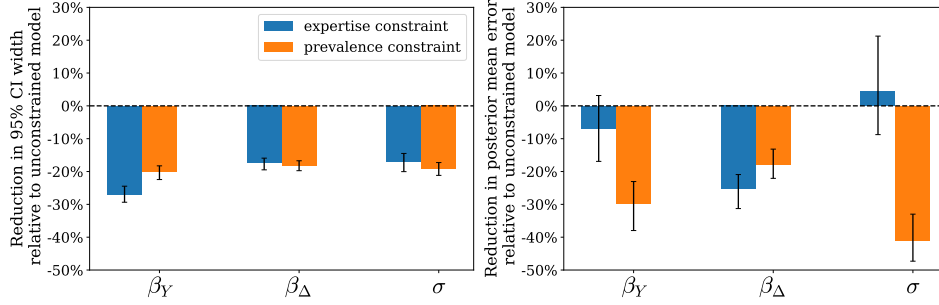 Reduction in 95% CI width
relative to unconstrained model
30%
20%
10%
0%
-10%
-20%
-30%
-40%
-50%
expertise constraint
prevalence constraint
β_Y
β_Δ
σ
Reduction in posterior mean error
relative to unconstrained model
30%
20%
10%
0%
-10%
-20%
-30%
-40%
-50%
β_Y
β_Δ
σ